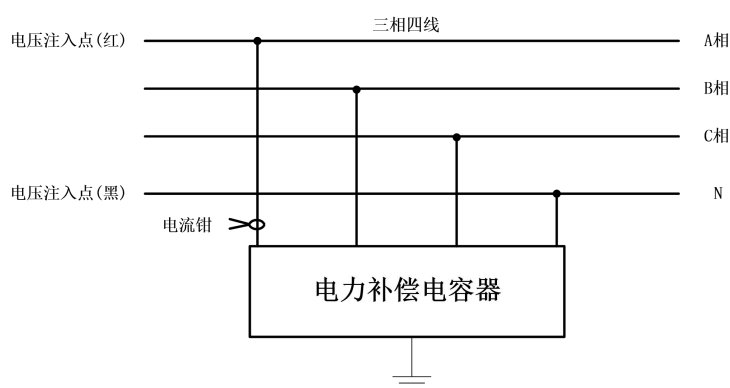 三相四线
电压注入点(红)
A相
B相
C相
电压注入点(黑)
N
电流钳
电力补偿电容器